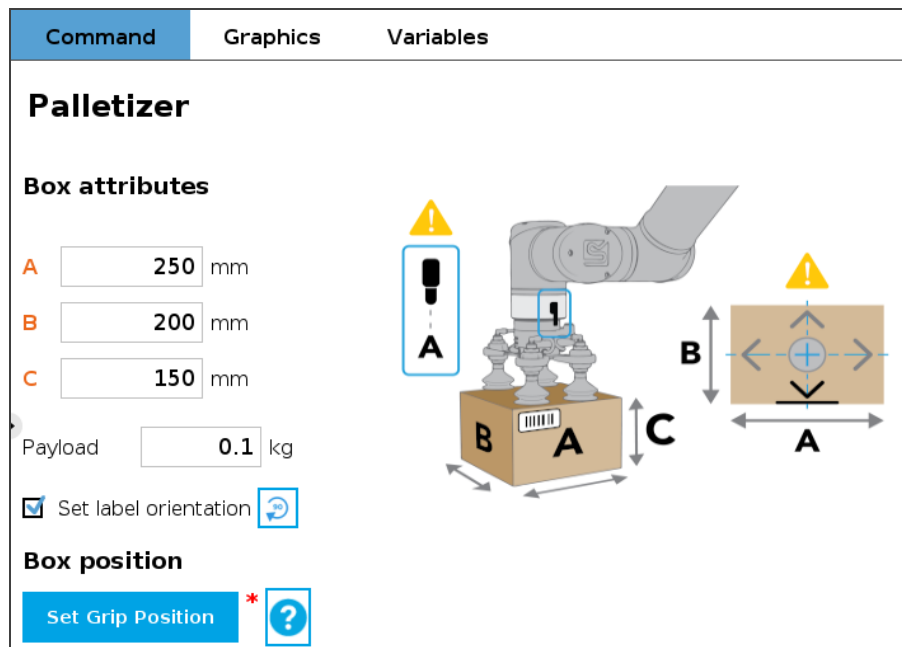 Command Graphics Variables
Palletizer
Box attributes
A 250 mm
B 200 mm
C 150 mm
Payload 0.1 kg
Set label orientation 90
Box position
Set Grip Position * ?
!
A
B A C
!
B
A